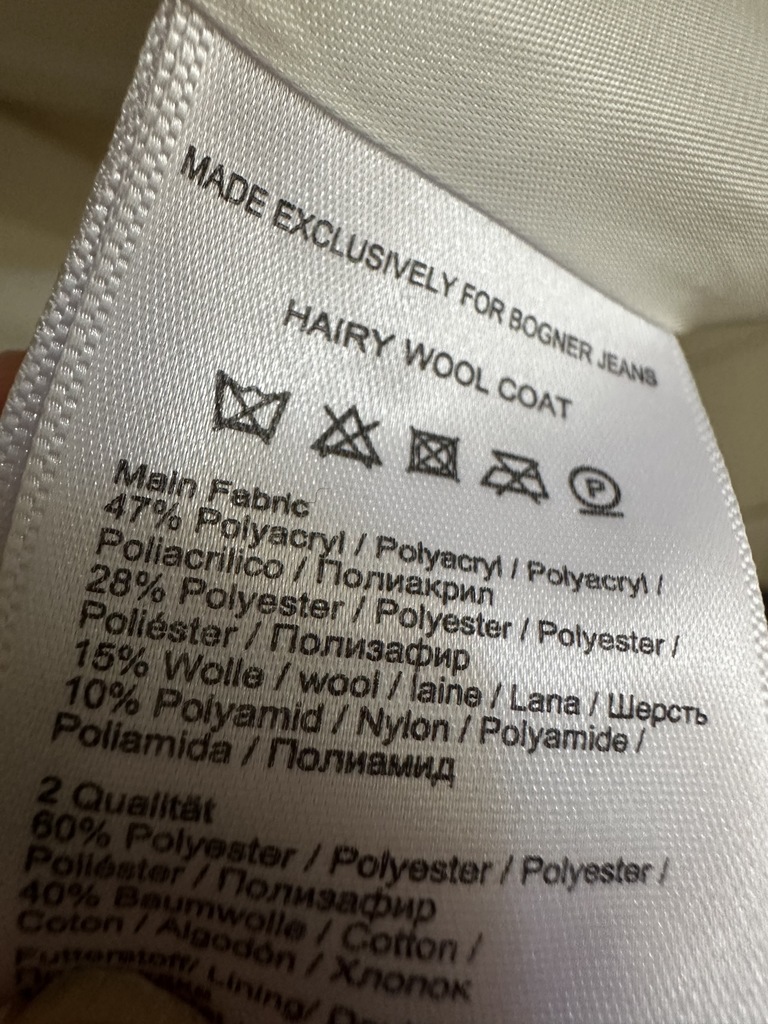 MADE EXCLUSIVELY FOR BOGNER JEANS
HAIRY WOOL COAT
P
Main Fabric
47% Polyacryl / Polyacryl / Polyacryl /
Poliacrilico / Полиакрил
28% Polyester / Polyester / Polyester /
Poliéster / Полизафир
15% Wolle / wool / laine / Lana / Шерсть
10% Polyamid / Nylon / Polyamide /
Poliamida / Полиамид
2 Qualität
60% Polyester / Polyester / Polyester /
Poliéster / Полизафир
40% Baumwolle / Cotton /
Coton / Algodón / Хлопок
Futterstoff/ Lining/